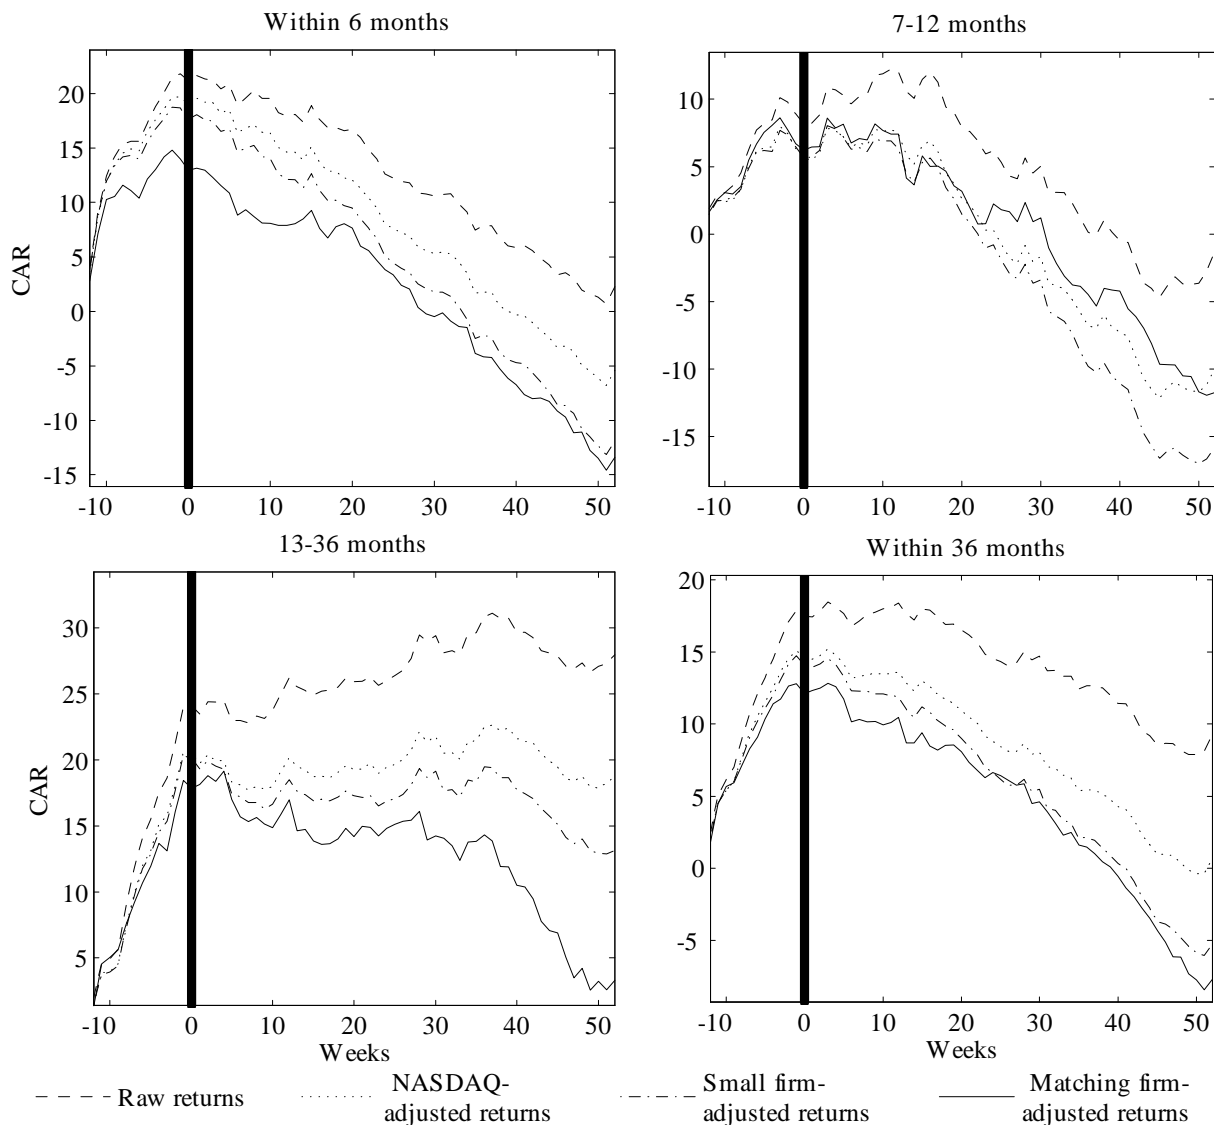 Within 6 months
7-12 months
20
15
10
5
0
-5
-10
-15
CAR
-10 0 10 20 30 40 50
10
5
0
-5
-10
-15
-10 0 10 20 30 40 50
13-36 months
Within 36 months
30
25
20
15
10
5
CAR
-10 0 10 20 30 40 50
Weeks
20
15
10
5
0
-5
-10 0 10 20 30 40 50
Weeks
Raw returns
NASDAQ-
adjusted returns
Small firm-
adjusted returns
Matching firm-
adjusted returns